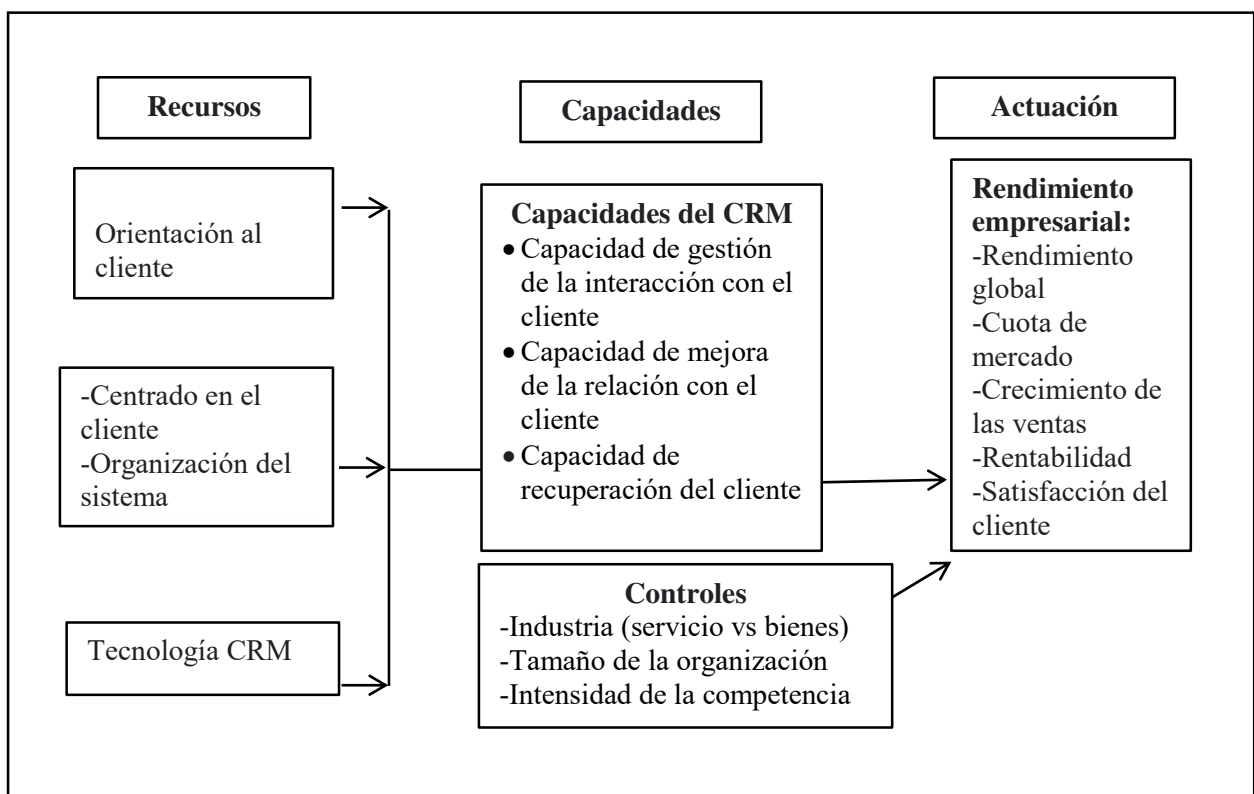 Recursos
Capacidades
Actuación
Orientación al
cliente
-Centrado en el
cliente
-Organización del
sistema
Tecnología CRM
Capacidades del CRM
• Capacidad de gestión
de la interacción con el
cliente
• Capacidad de mejora
de la relación con el
cliente
• Capacidad de
recuperación del cliente
Controles
-Industria (servicio vs bienes)
-Tamaño de la organización
-Intensidad de la competencia
Rendimiento
empresarial:
-Rendimiento
global
-Cuota de
mercado
-Crecimiento de
las ventas
-Rentabilidad
-Satisfacción del
cliente